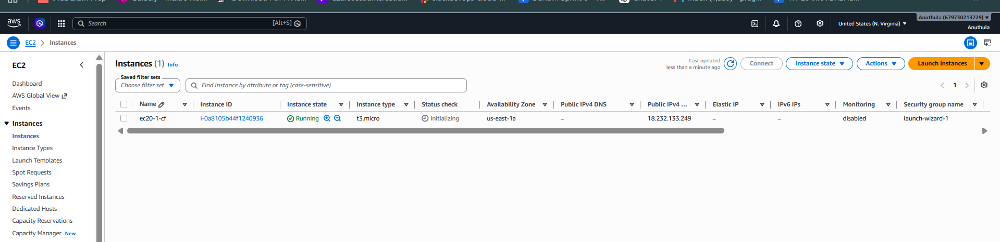 aws
Search [Alt+S]
United States (N. Virginia)
Anuthula (679730213729)
Anuthula
EC2 Instances
EC2
Dashboard
AWS Global View
Events
Instances
Instances
Instance Types
Launch Templates
Spot Requests
Savings Plans
Reserved Instances
Dedicated Hosts
Capacity Reservations
Capacity Manager New
Instances (1) Info
Last updated
less than a minute ago
Connect
Instance state
Actions
Launch instances
Saved filter sets
Choose filter set
Find Instance by attribute or tag (case-sensitive)
1
Name Instance ID Instance state Instance type Status check Availability Zone Public IPv4 DNS Public IPv4 ... Elastic IP IPv6 IPs Monitoring Security group name
ec20-1-cf i-0a8105b44f1240936 Running t3.micro Initializing us-east-1a – 18.232.133.249 – – disabled launch-wizard-1